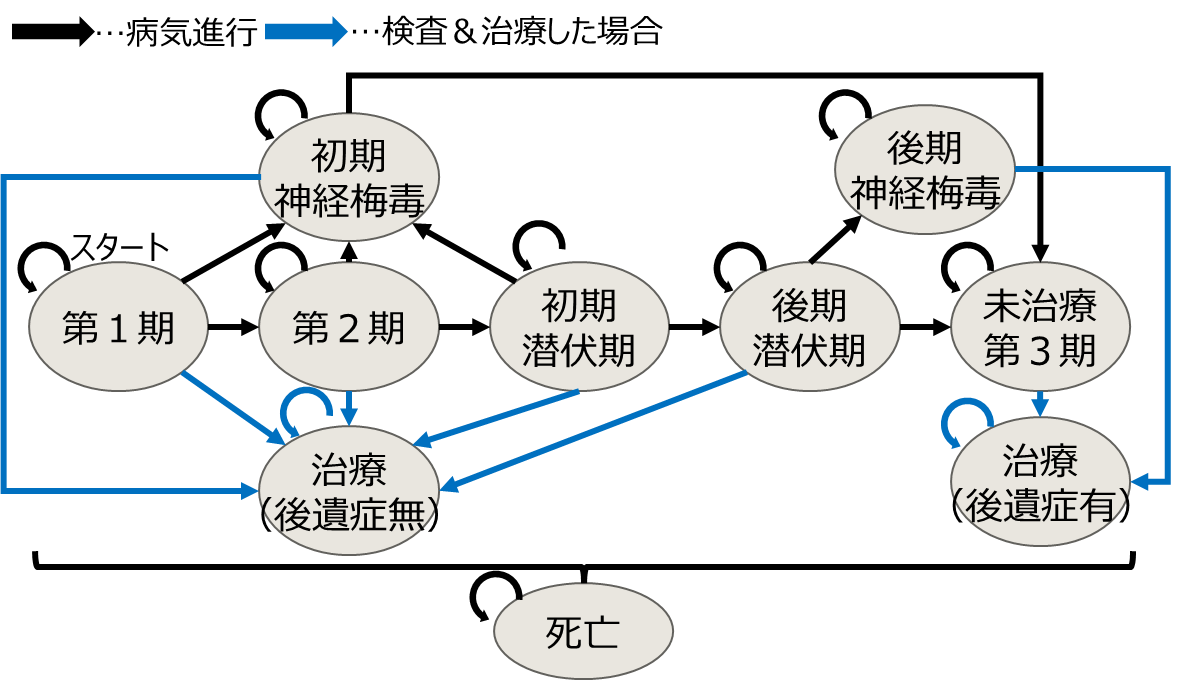 …病気進行 …検査＆治療した場合
初期
神経梅毒
後期
神経梅毒
スタート
第１期
第２期
初期
潜伏期
後期
潜伏期
未治療
第３期
治療
(後遺症無)
治療
(後遺症有)
死亡